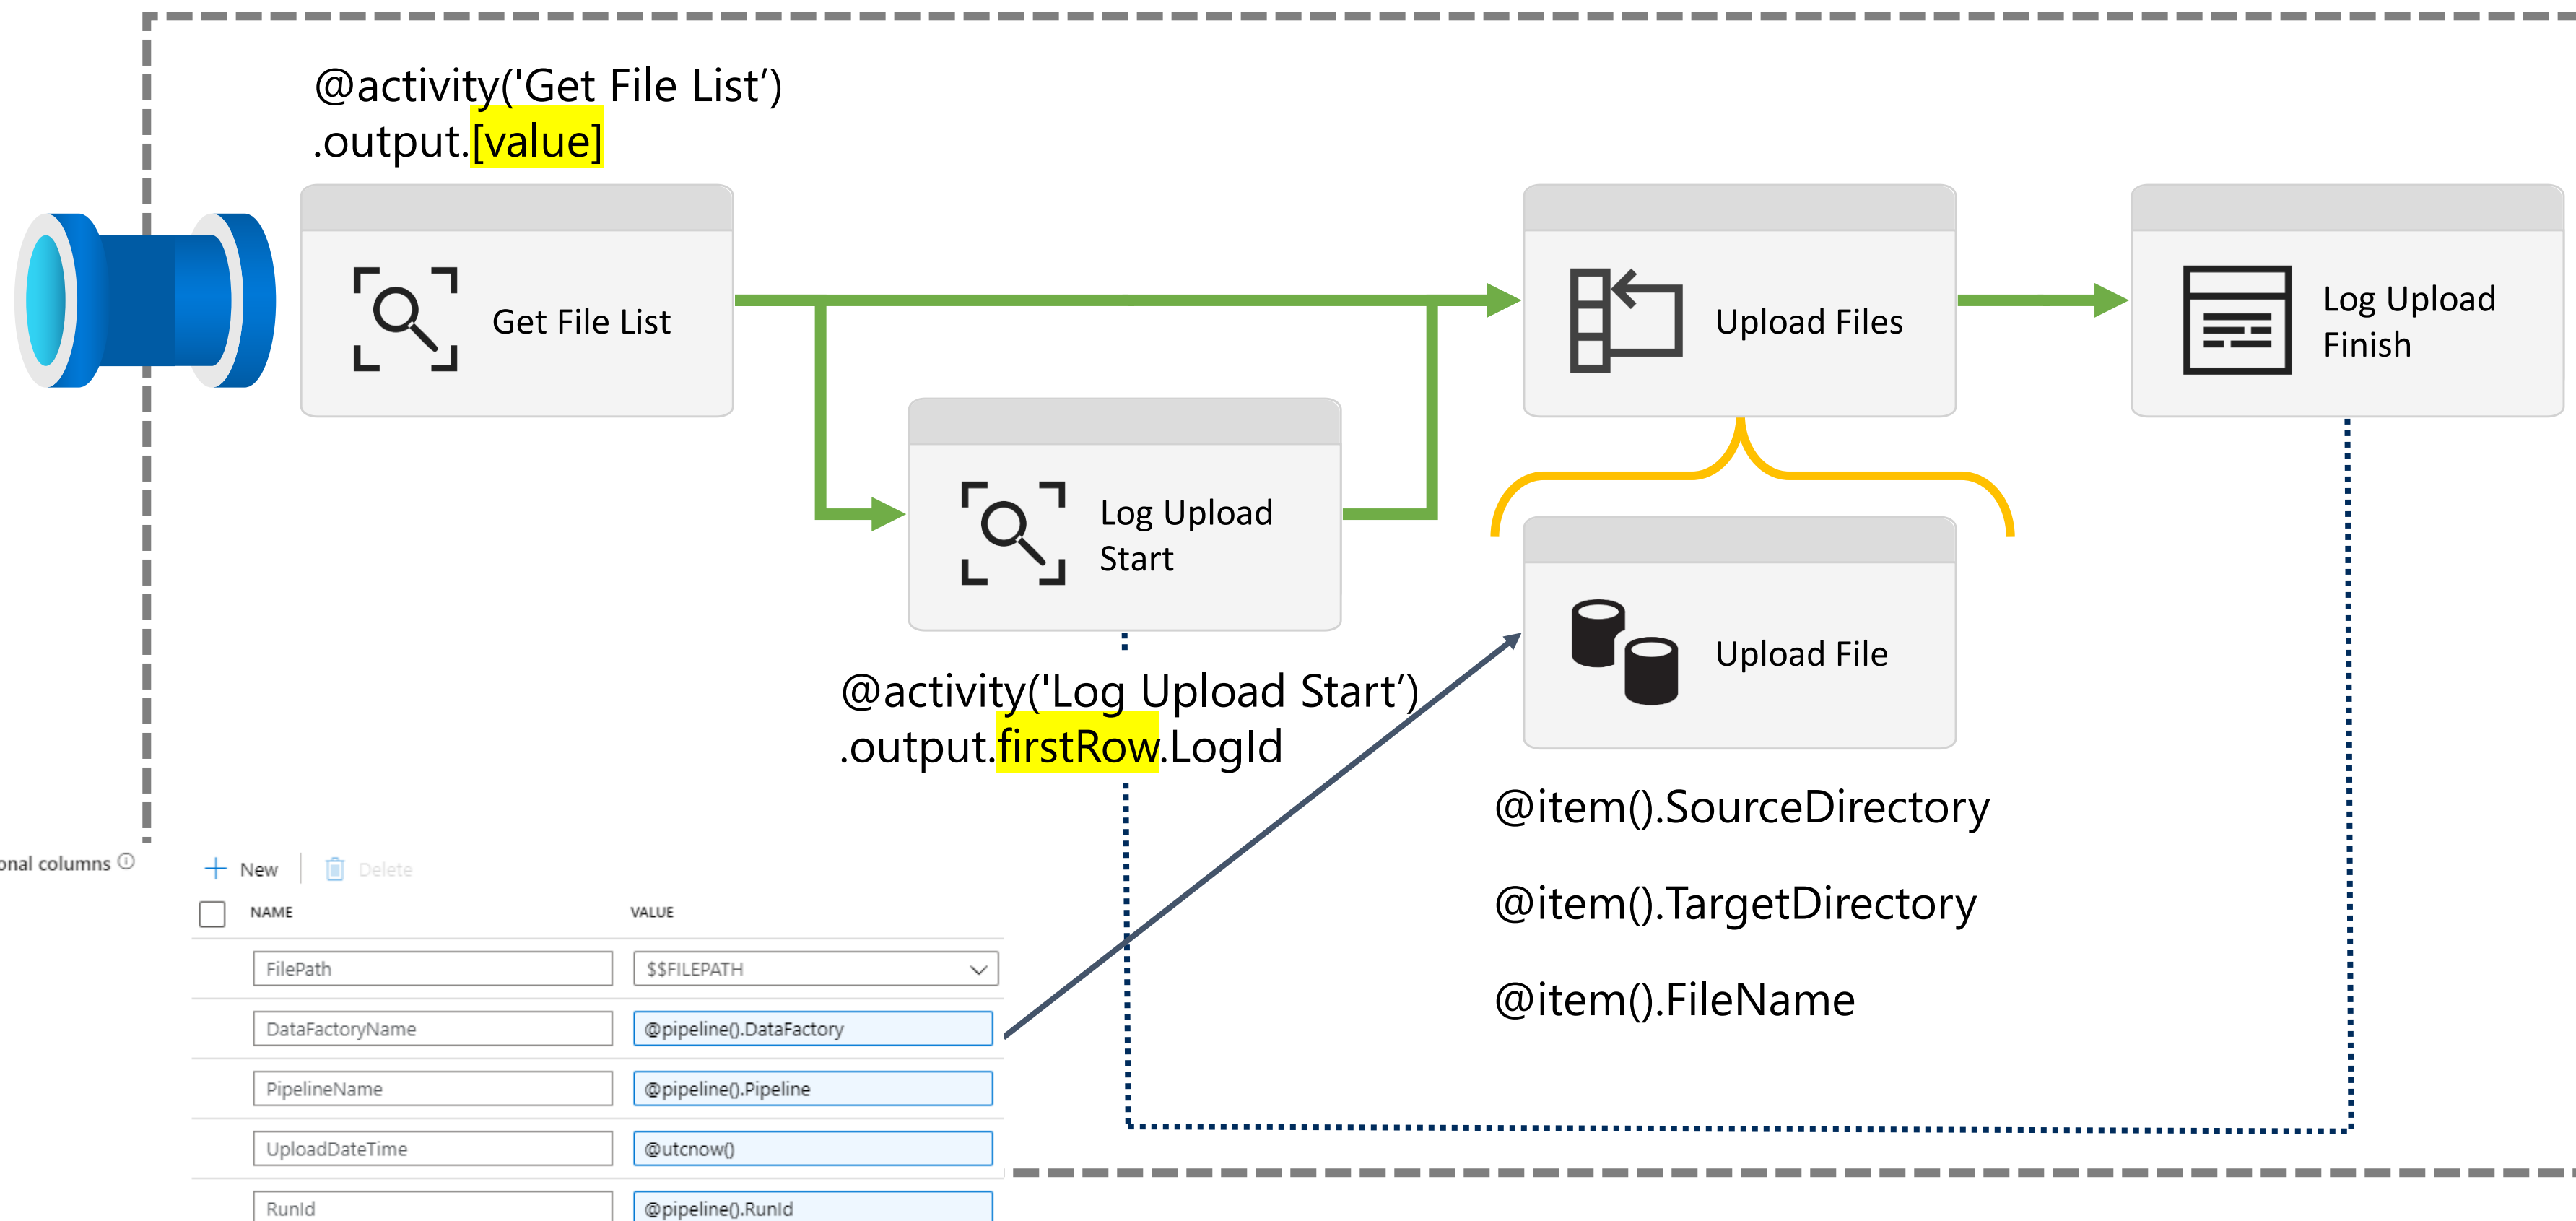 @activity('Get File List’)
.output.[value]
Get File List
Upload Files
Log Upload
Finish
Log Upload
Start
@activity('Log Upload Start’)
.output.firstRow.LogId
Upload File
@item().SourceDirectory
@item().TargetDirectory
@item().FileName
onal columns
New
Delete
NAME VALUE
FilePath $$FILEPATH
DataFactoryName @pipeline().DataFactory
PipelineName @pipeline().Pipeline
UploadDateTime @utcnow()
RunId @pipeline().RunId